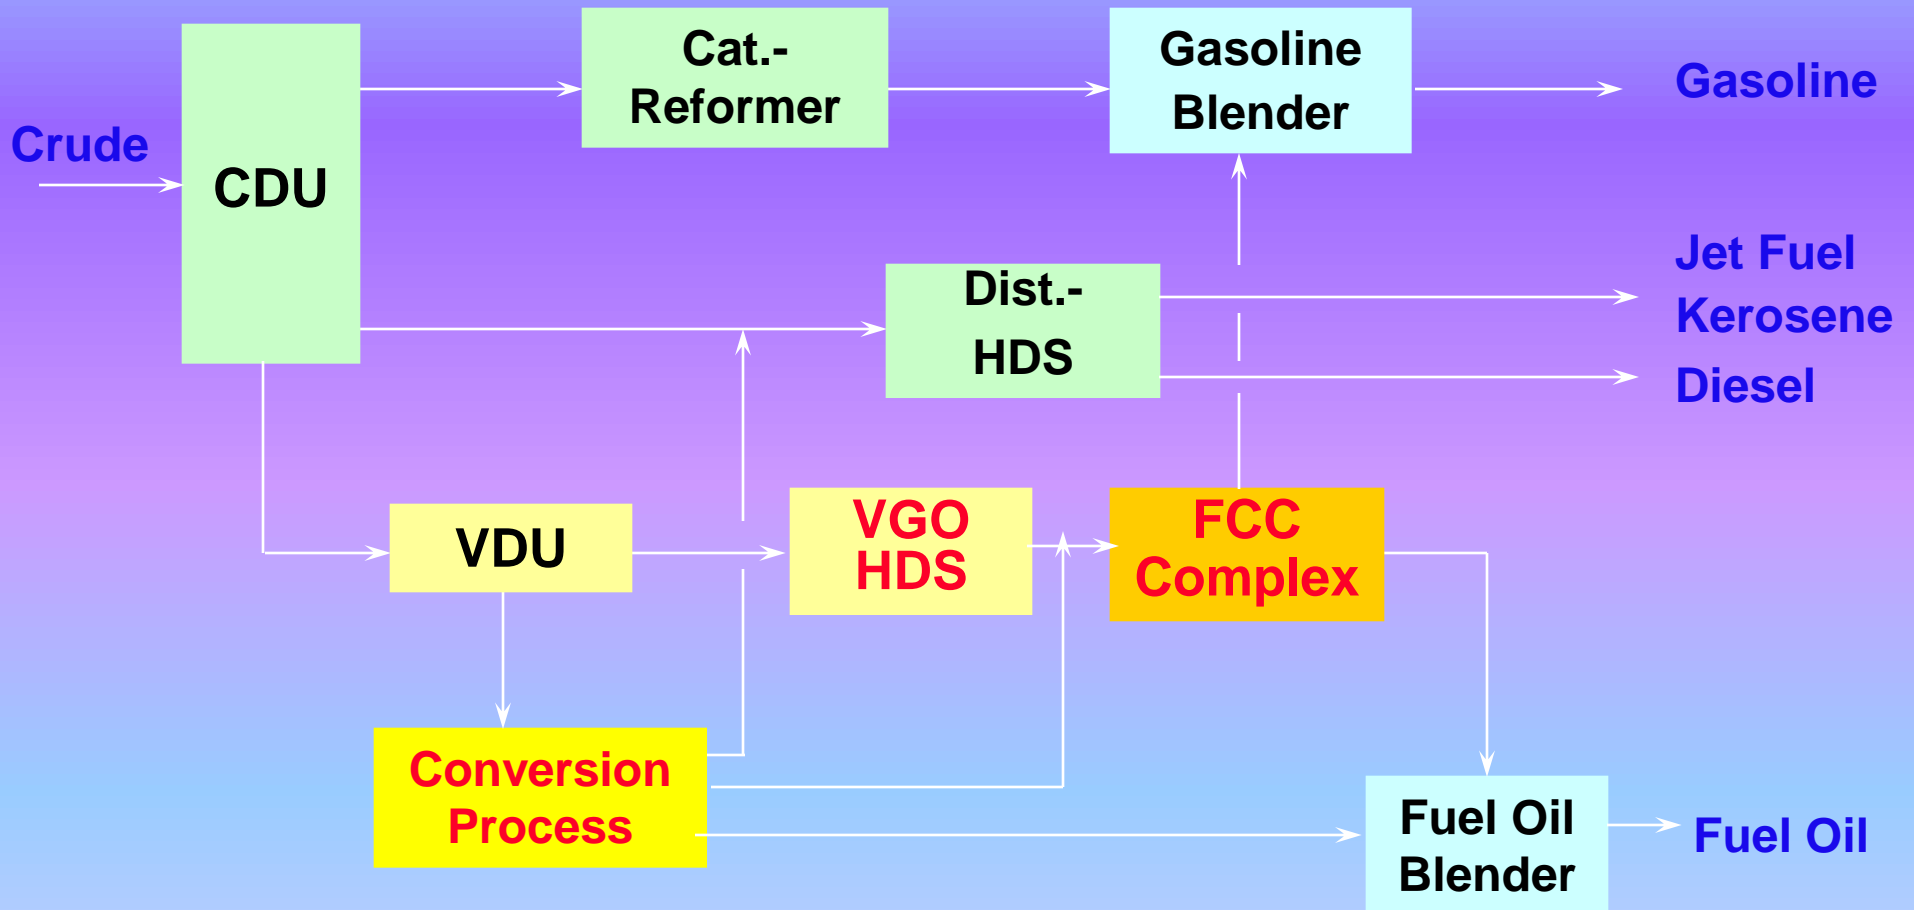 Cat.-
Reformer
Gasoline
Blender
Gasoline
Crude
CDU
Jet Fuel
Kerosene
Diesel
Dist.-
HDS
VDU
VGO
HDS
FCC
Complex
Conversion
Process
Fuel Oil
Blender
Fuel Oil